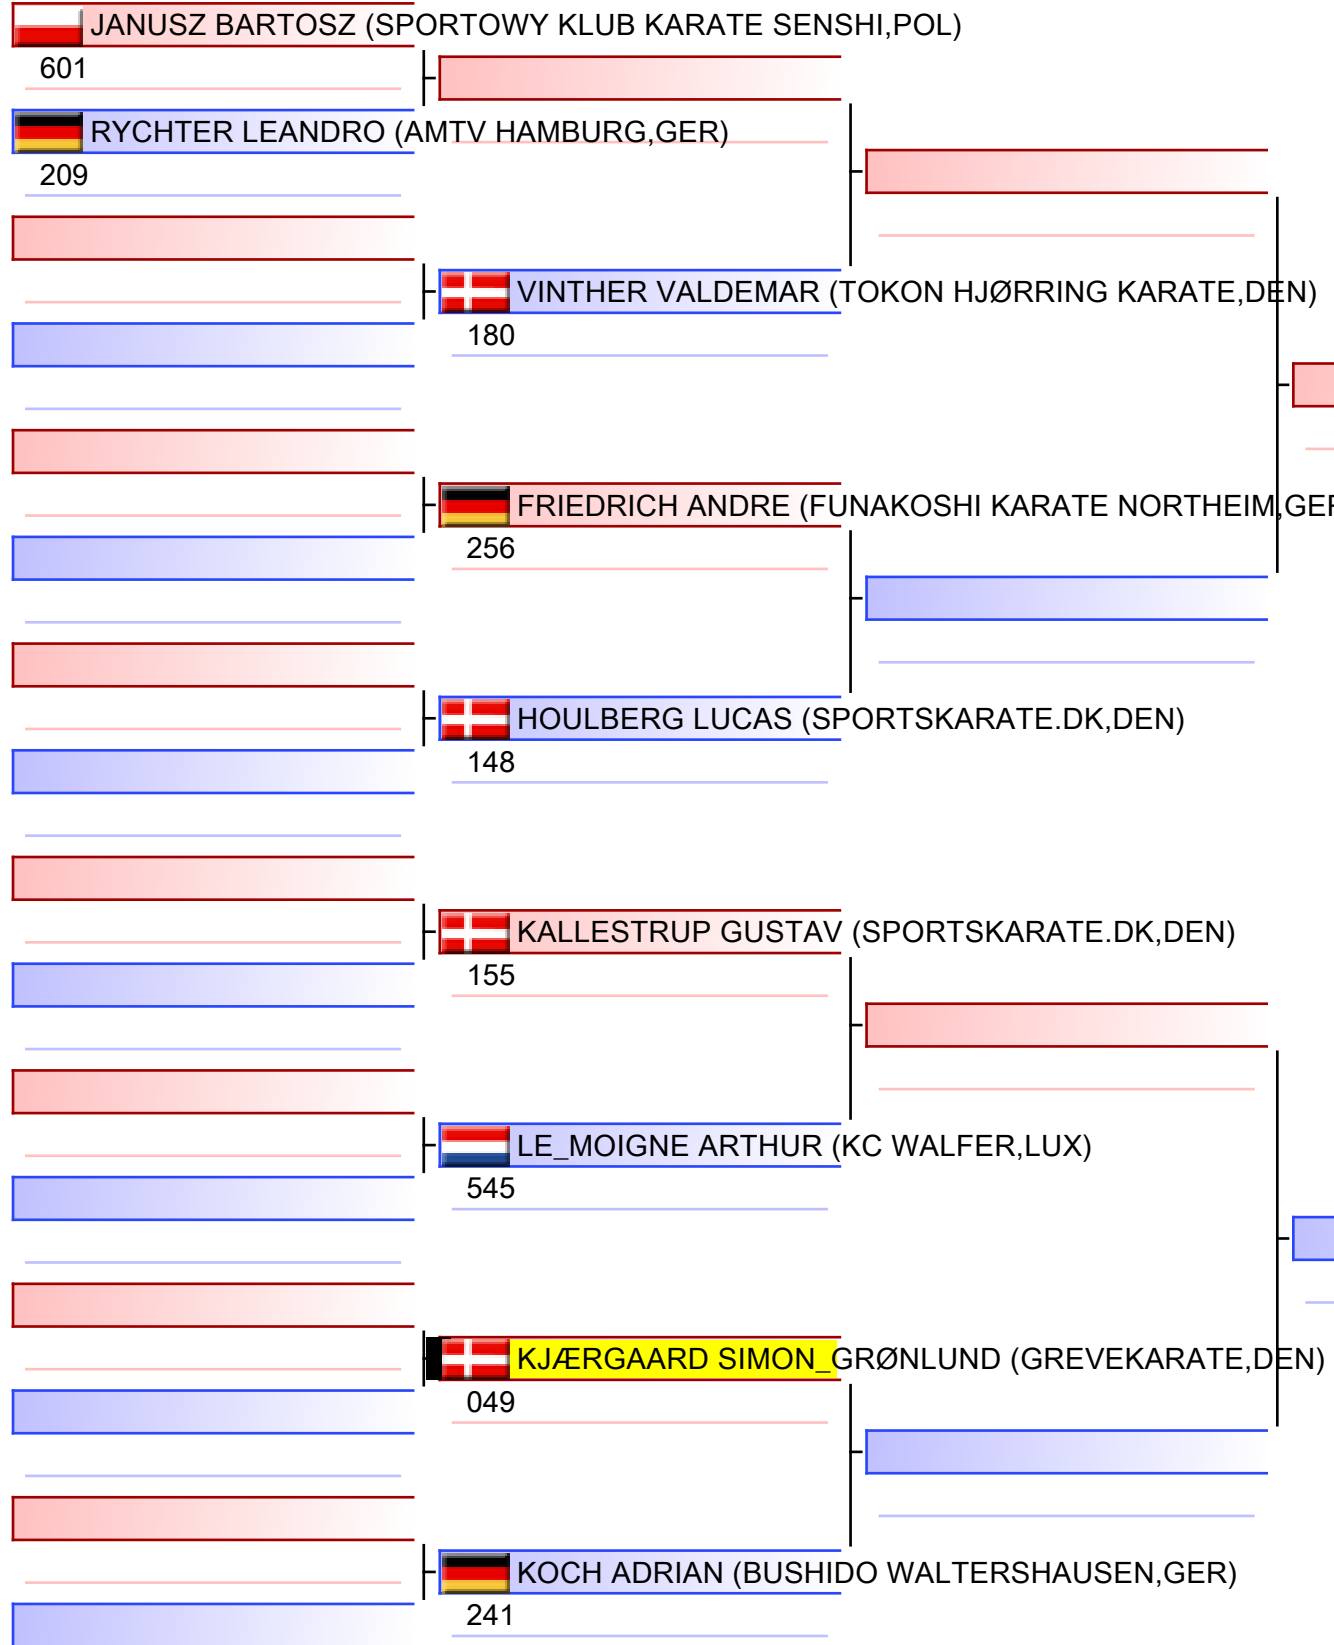 JANUSZ BARTOSZ (SPORTOWY KLUB KARATE SENSHI,POL)
601
RYCHTER LEANDRO (AMTV HAMBURG,GER)
209
VINTHER VALDEMAR (TOKON HJØRRING KARATE,DEN)
180
FRIEDRICH ANDRE (FUNAKOSHI KARATE NORTHEIM,GER
256
HOULBERG LUCAS (SPORTSKARATE.DK,DEN)
148
KALLESTRUP GUSTAV (SPORTSKARATE.DK,DEN)
155
LE_MOIGNE ARTHUR (KC WALFER,LUX)
545
KJÆRGAARD SIMON_GRØNLUND (GREVEKARATE,DEN)
049
KOCH ADRIAN (BUSHIDO WALTERSHAUSEN,GER)
241